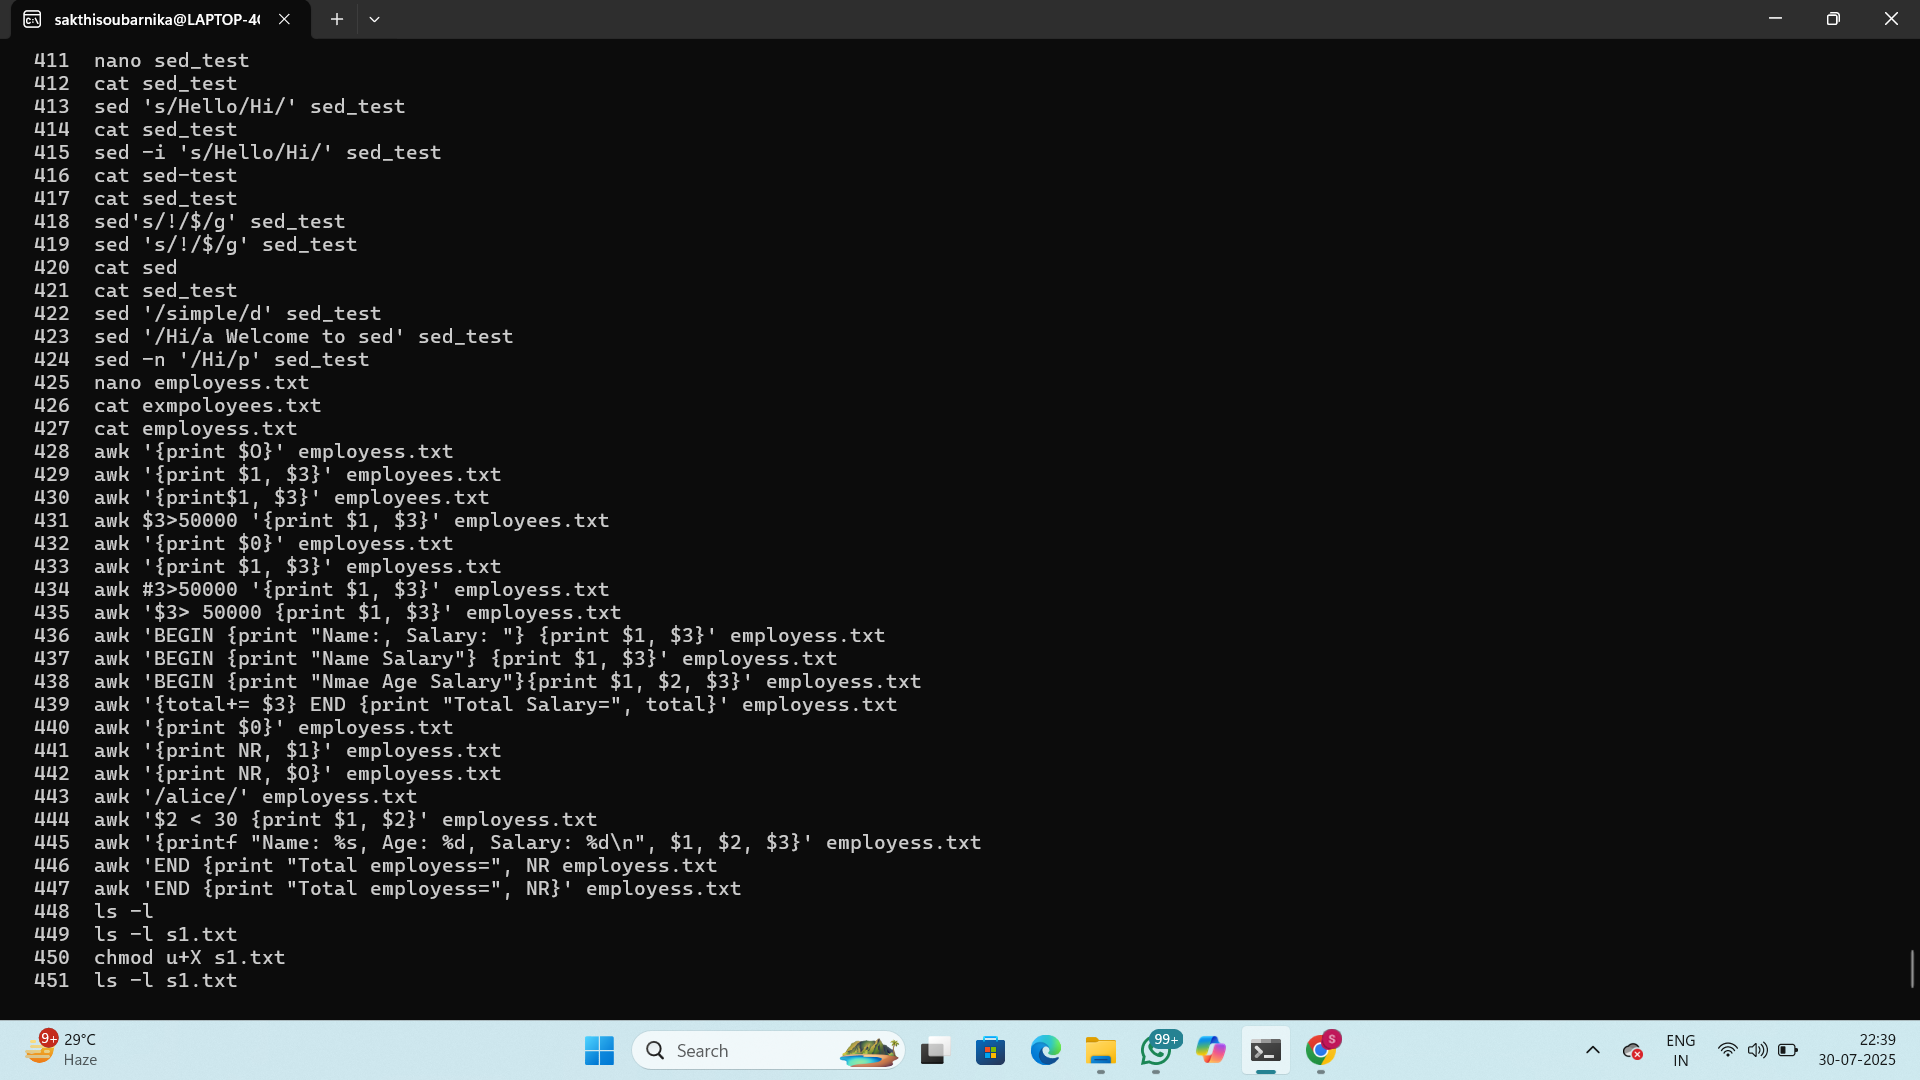 sakthisoubarnika@LAPTOP-4
411 nano sed_test
412 cat sed_test
413 sed 's/Hello/Hi/' sed_test
414 cat sed_test
415 sed -i 's/Hello/Hi/' sed_test
416 cat sed-test
417 cat sed_test
418 sed's/!/$/g' sed_test
419 sed 's/!/$/g' sed_test
420 cat sed
421 cat sed_test
422 sed '/simple/d' sed_test
423 sed '/Hi/a Welcome to sed' sed_test
424 sed -n '/Hi/p' sed_test
425 nano employess.txt
426 cat exmpoloyees.txt
427 cat employess.txt
428 awk '{print $O}' employess.txt
429 awk '{print $1, $3}' employees.txt
430 awk '{print$1, $3}' employees.txt
431 awk $3>50000 '{print $1, $3}' employees.txt
432 awk '{print $0}' employess.txt
433 awk '{print $1, $3}' employess.txt
434 awk #3>50000 '{print $1, $3}' employess.txt
435 awk '$3> 50000 {print $1, $3}' employess.txt
436 awk 'BEGIN {print "Name:, Salary: "} {print $1, $3}' employess.txt
437 awk 'BEGIN {print "Name Salary"} {print $1, $3}' employess.txt
438 awk 'BEGIN {print "Nmae Age Salary"}{print $1, $2, $3}' employess.txt
439 awk '{total+= $3} END {print "Total Salary=", total}' employess.txt
440 awk '{print $0}' employess.txt
441 awk '{print NR, $1}' employess.txt
442 awk '{print NR, $O}' employess.txt
443 awk '/alice/' employess.txt
444 awk '$2 < 30 {print $1, $2}' employess.txt
445 awk '{printf "Name: %s, Age: %d, Salary: %d\n", $1, $2, $3}' employess.txt
446 awk 'END {print "Total employess=", NR employess.txt
447 awk 'END {print "Total employess=", NR}' employess.txt
448 ls -l
449 ls -l s1.txt
450 chmod u+X s1.txt
451 ls -l s1.txt
9+
29°C
Haze
Search
99+
S
ENG
IN
22:39
30-07-2025